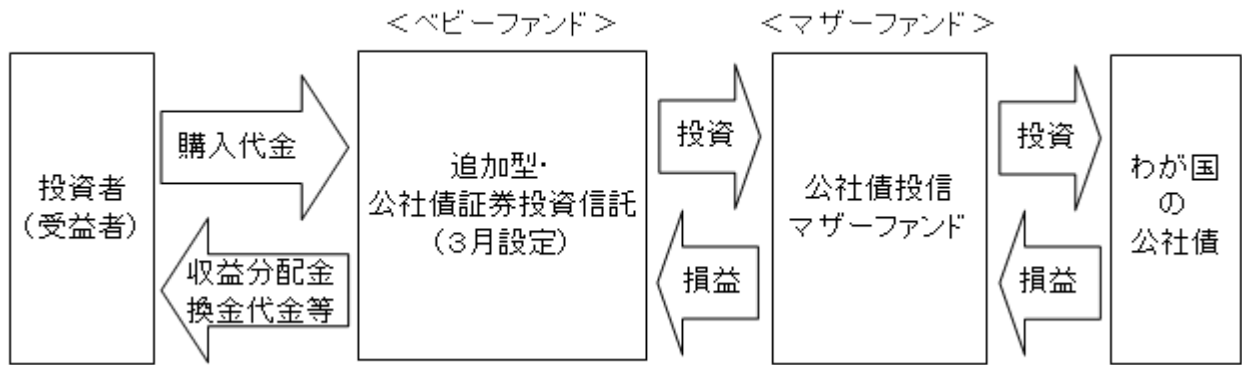 ＜ベビーファンド＞
＜マザーファンド＞
投資者
（受益者）
購入代金
収益分配金
換金代金等
追加型・
公社債証券投資信託
（３月設定）
投資
損益
公社債投信
マザーファンド
投資
損益
わが国
の
公社債